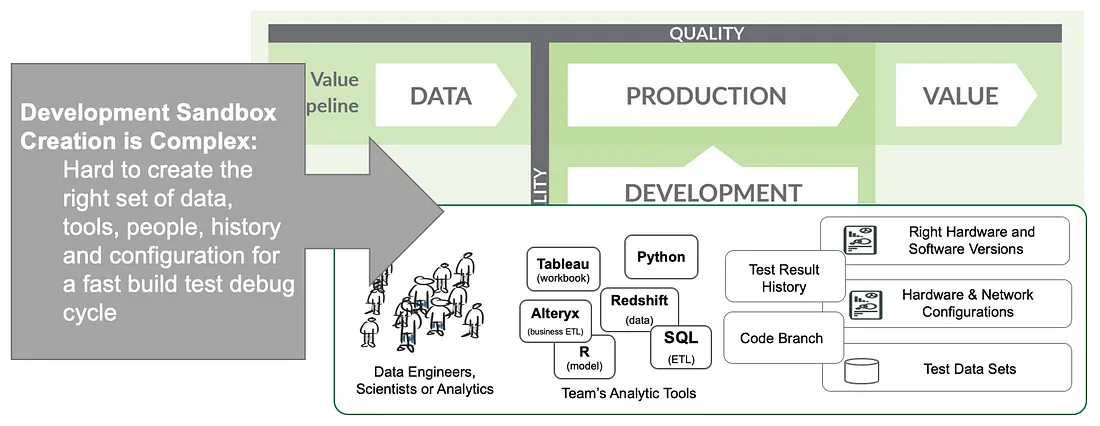 QUALITY
Value
peline
DATA
PRODUCTION
VALUE
LITY
DEVELOPMENT
Development Sandbox
Creation is Complex:
Hard to create the
right set of data,
tools, people, history
and configuration for
a fast build test debug
cycle
Data Engineers,
Scientists or Analytics
Tableau
(workbook)
Python
Alteryx
(business ETL)
Redshift
(data)
R
(model)
SQL
(ETL)
Team's Analytic Tools
Test Result
History
Code Branch
Right Hardware and
Software Versions
Hardware & Network
Configurations
Test Data Sets